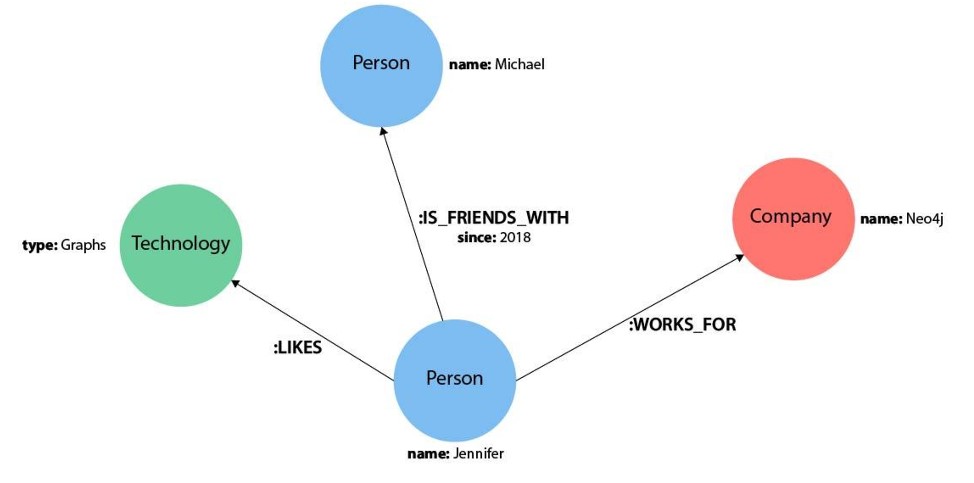 Person
name: Michael
:IS_FRIENDS_WITH
since: 2018
Company
name: Neo4j
type: Graphs
Technology
:LIKES
:WORKS_FOR
Person
name: Jennifer